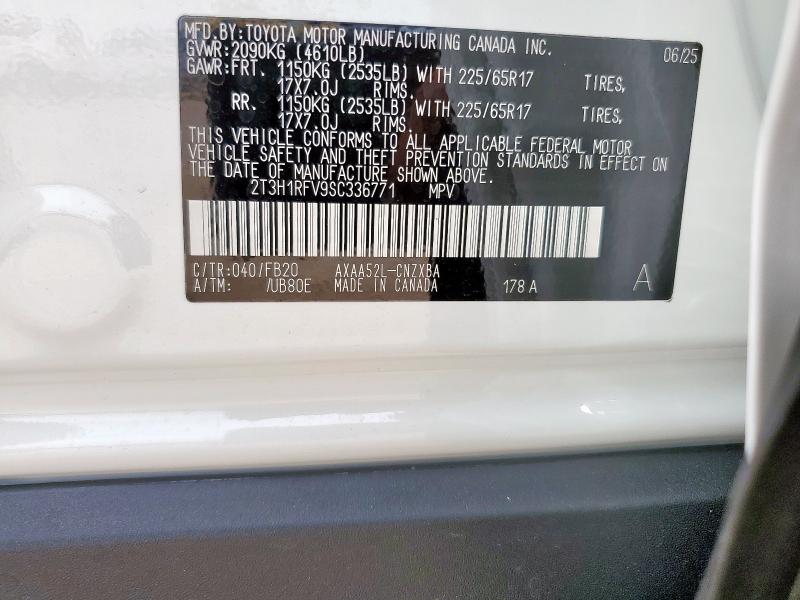 MFD.BY:TOYOTA MOTOR MANUFACTURING CANADA INC. 06/25
GVWR:2090KG (4610LB)
GAWR:FRT. 1150KG (2535LB) WITH 225/65R17 TIRES,
17X7.0J RIMS.
RR. 1150KG (2535LB) WITH 225/65R17 TIRES,
17X7.0J RIMS.
THIS VEHICLE CONFORMS TO ALL APPLICABLE FEDERAL MOTOR
VEHICLE SAFETY AND THEFT PREVENTION STANDARDS IN EFFECT ON
THE DATE OF MANUFACTURE SHOWN ABOVE.
2T3H1RFV9SC336771 MPV
C/TR:040/FB20 AXAA52L-CNZXBA
A/TM: /UB80E MADE IN CANADA 178 A A